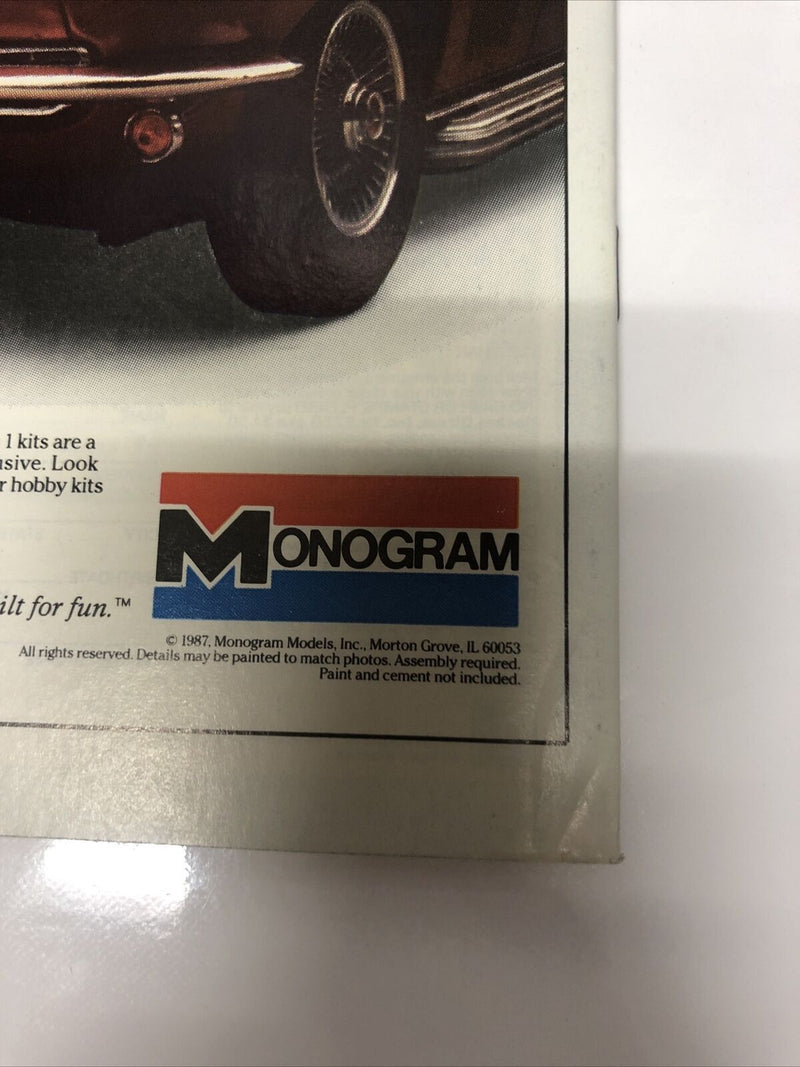 1 kits are a
usive. Look
r hobby kits
MONOGRAM
ilt for fun.™
© 1987, Monogram Models, Inc., Morton Grove, IL 60053
All rights reserved. Details may be painted to match photos. Assembly required.
Paint and cement not included.